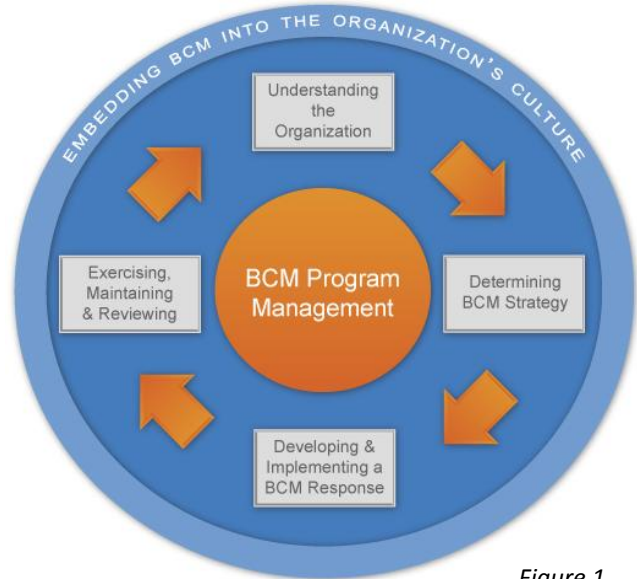 EMBEDDING BCM INTO THE ORGANIZATION'S CULTURE
Understanding
the
Organization
Exercising,
Maintaining
& Reviewing
BCM Program
Management
Determining
BCM Strategy
Developing &
Implementing a
BCM Response
Figure 1